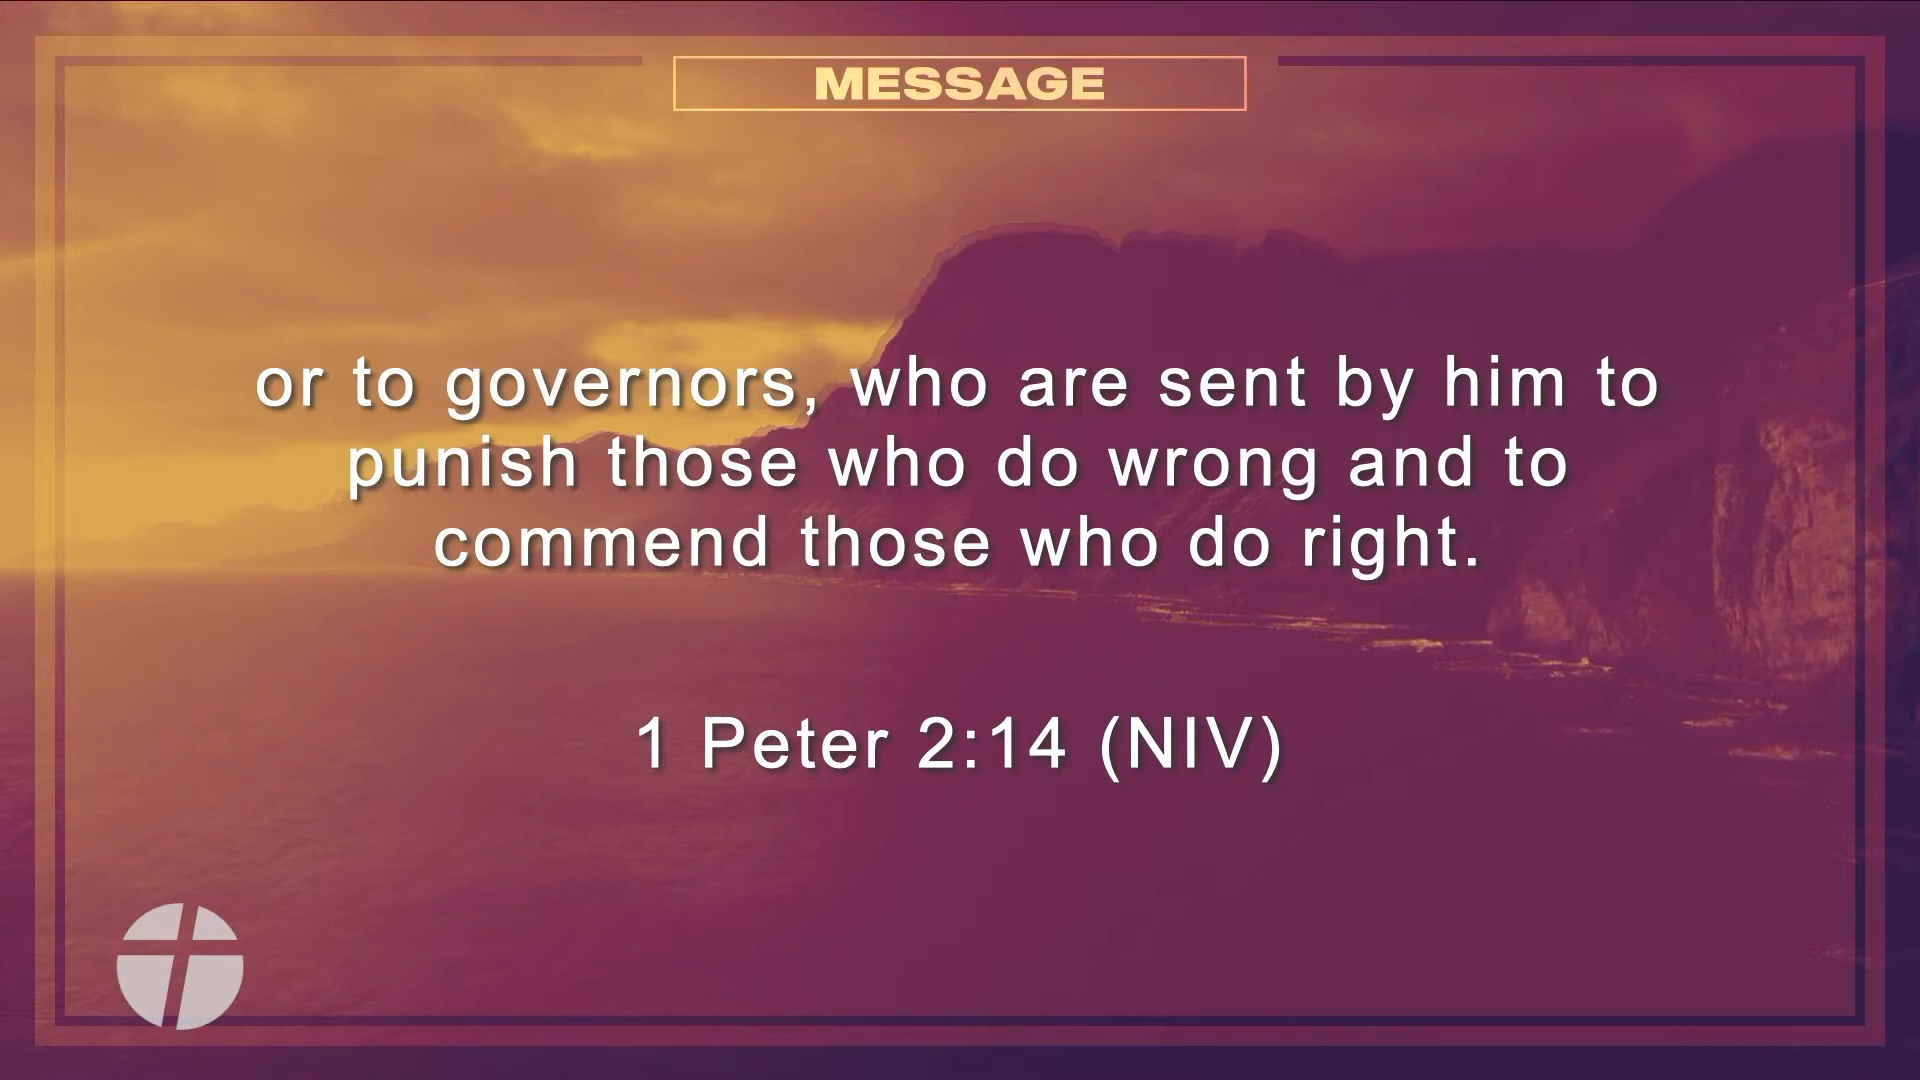 MESSAGE
or to governors, who are sent by him to
punish those who do wrong and to
commend those who do right.
1 Peter 2:14 (NIV)